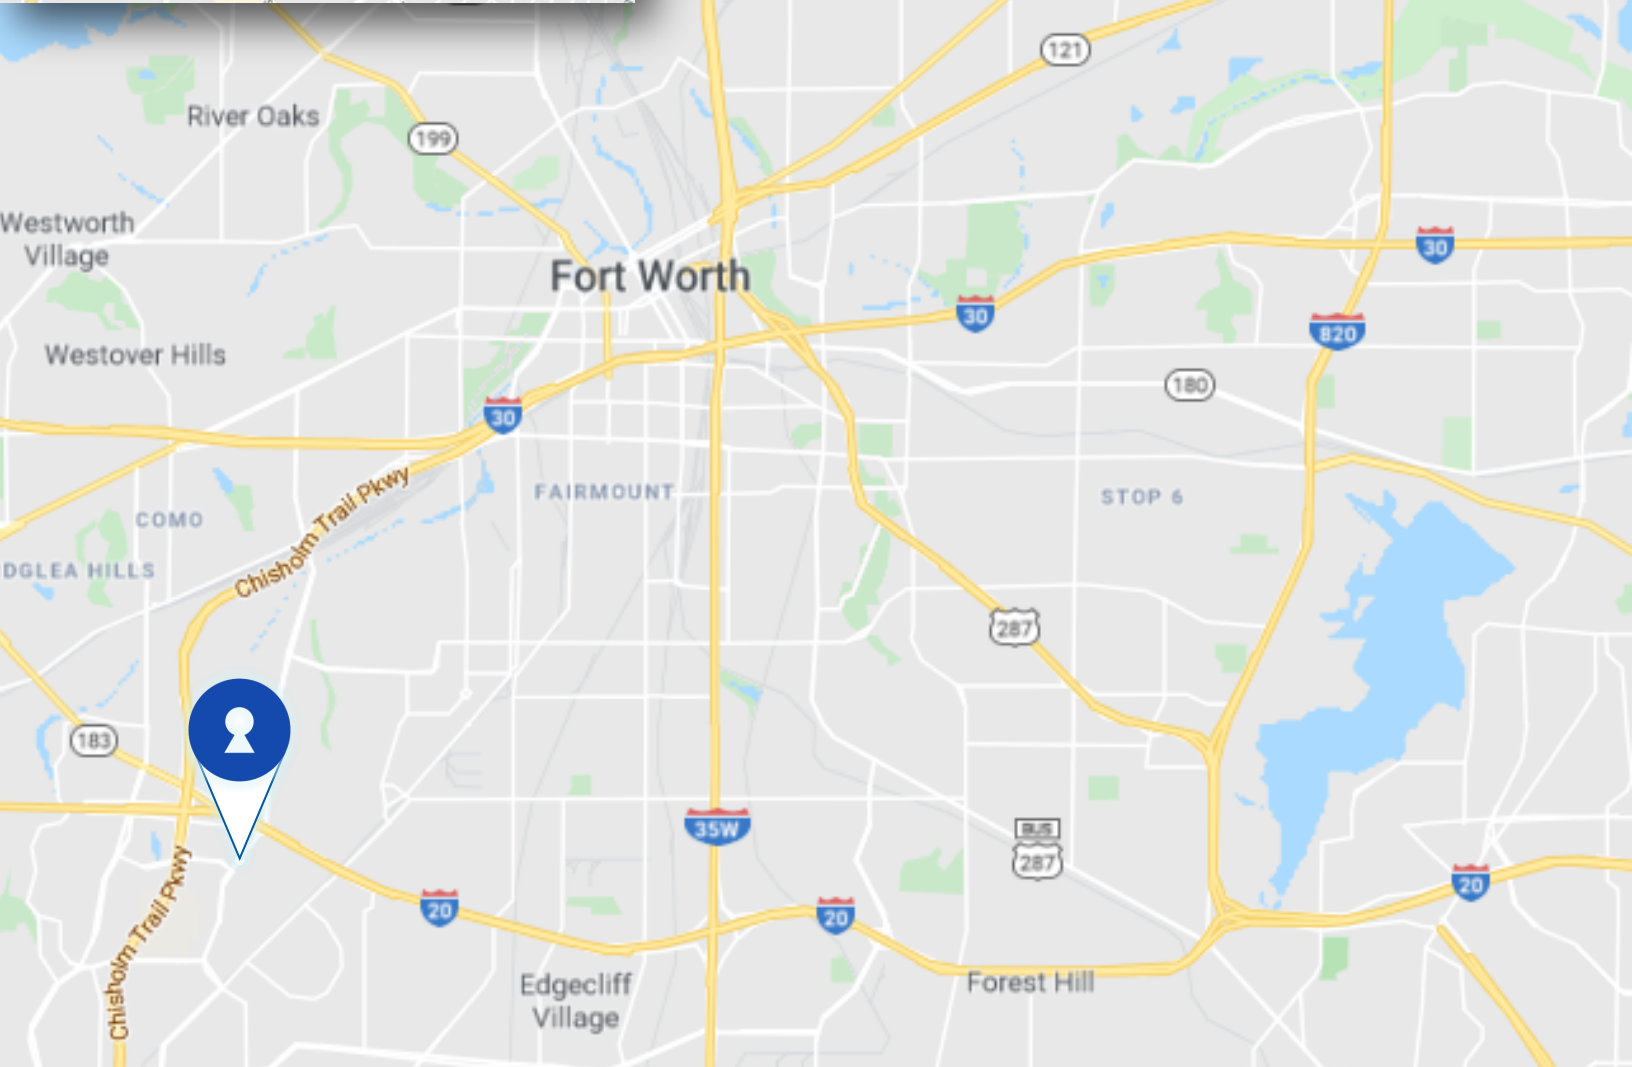 121
River Oaks
199
Westworth
Village
30
Fort Worth
30
820
Westover Hills
180
30
Chisholm Trail Pkwy
FAIRMOUNT
STOP 6
COMO
DGLEA HILLS
287
183
35W
BUS
287
20
20
20
Chisholm Trail Pkwy
Edgecliff
Village
Forest Hill